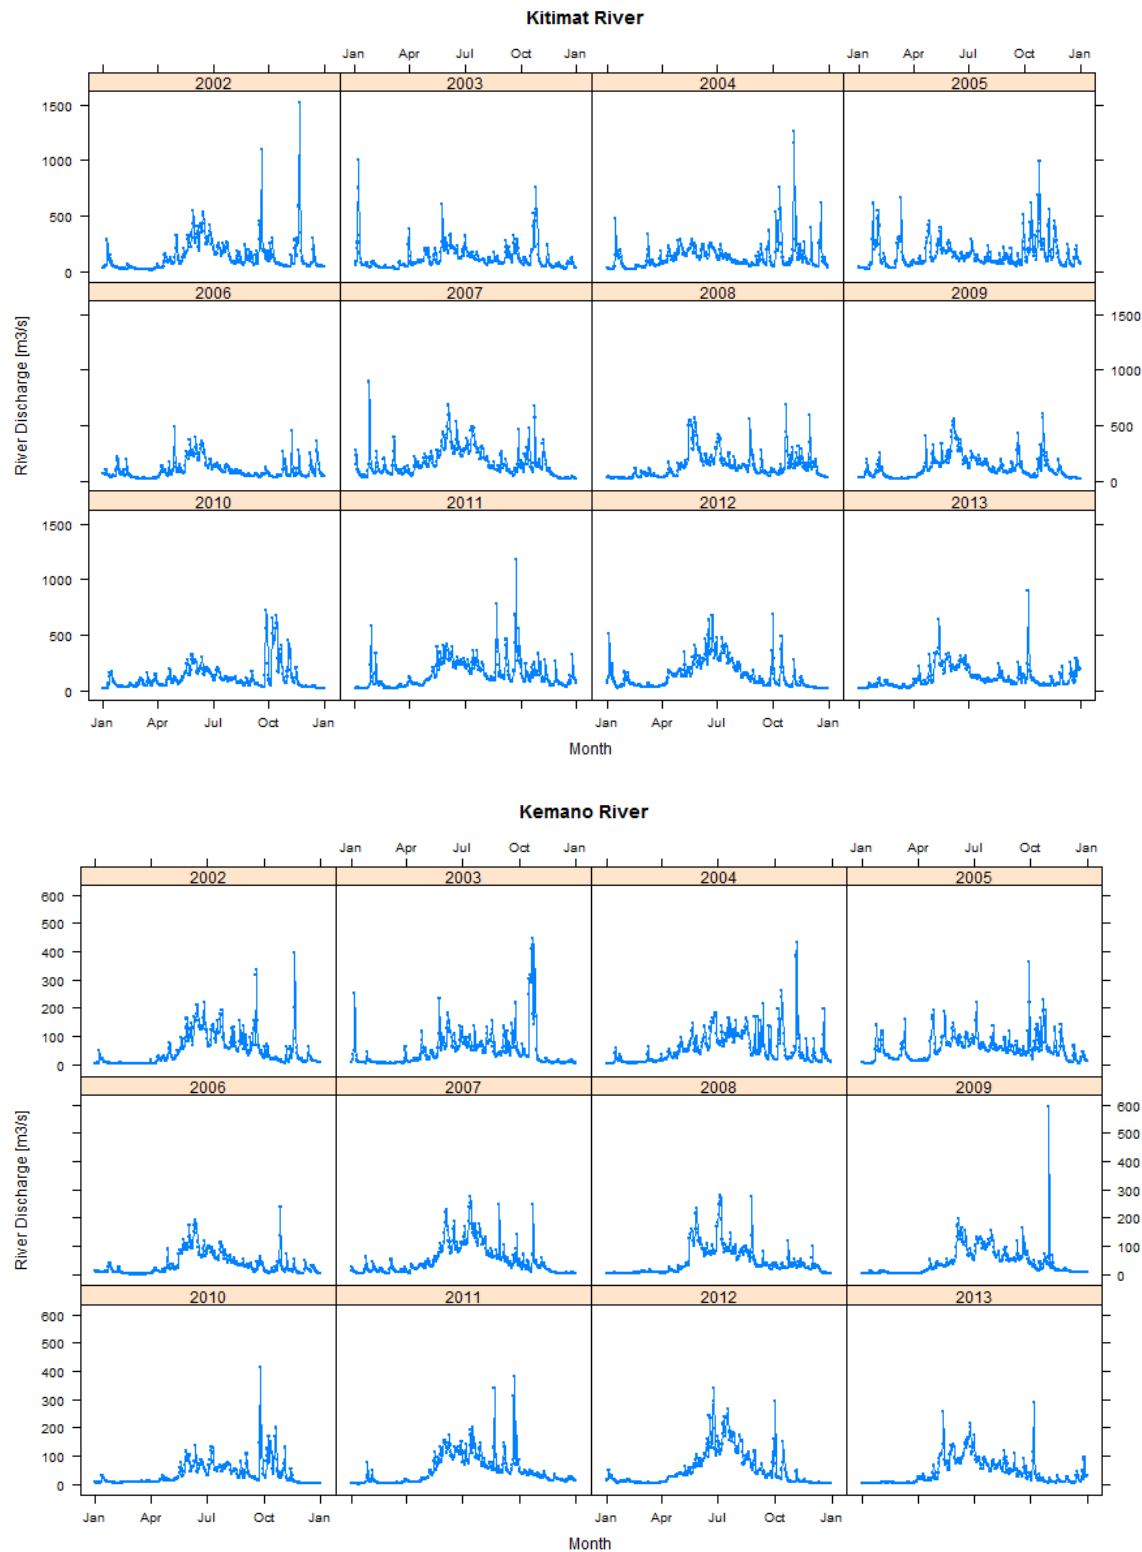 Kitimat River
Jan Apr Jul Oct Jan Jan Apr Jul Oct Jan
2002 2003 2004 2005
1500
1000
500
0
2006 2007 2008 2009
1500
1000
500
0
River Discharge [m3/s]
2010 2011 2012 2013
1500
1000
500
0
Jan Apr Jul Oct Jan Jan Apr Jul Oct Jan
Month
Kemano River
Jan Apr Jul Oct Jan Jan Apr Jul Oct Jan
2002 2003 2004 2005
600
500
400
300
200
100
0
2006 2007 2008 2009
600
500
400
300
200
100
0
River Discharge [m3/s]
2010 2011 2012 2013
600
500
400
300
200
100
0
Jan Apr Jul Oct Jan Jan Apr Jul Oct Jan
Month